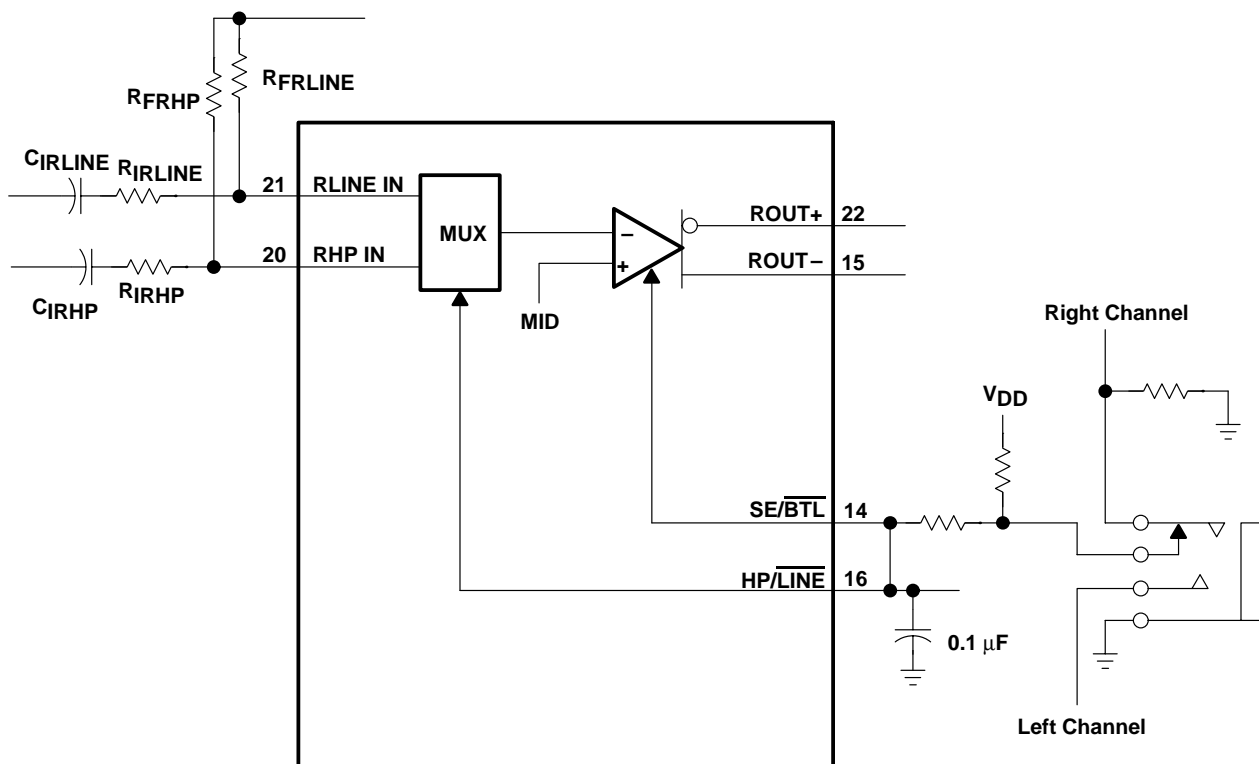 RFRHP
RFRLINE
CIRLINE
RIRLINE
21
RLINE IN
20
RHP IN
RIRHP
CIRHP
MUX
−
+
MID
ROUT+
22
ROUT−
15
Right Channel
VDD
SE/BTL
14
HP/LINE
16
0.1 μF
Left Channel